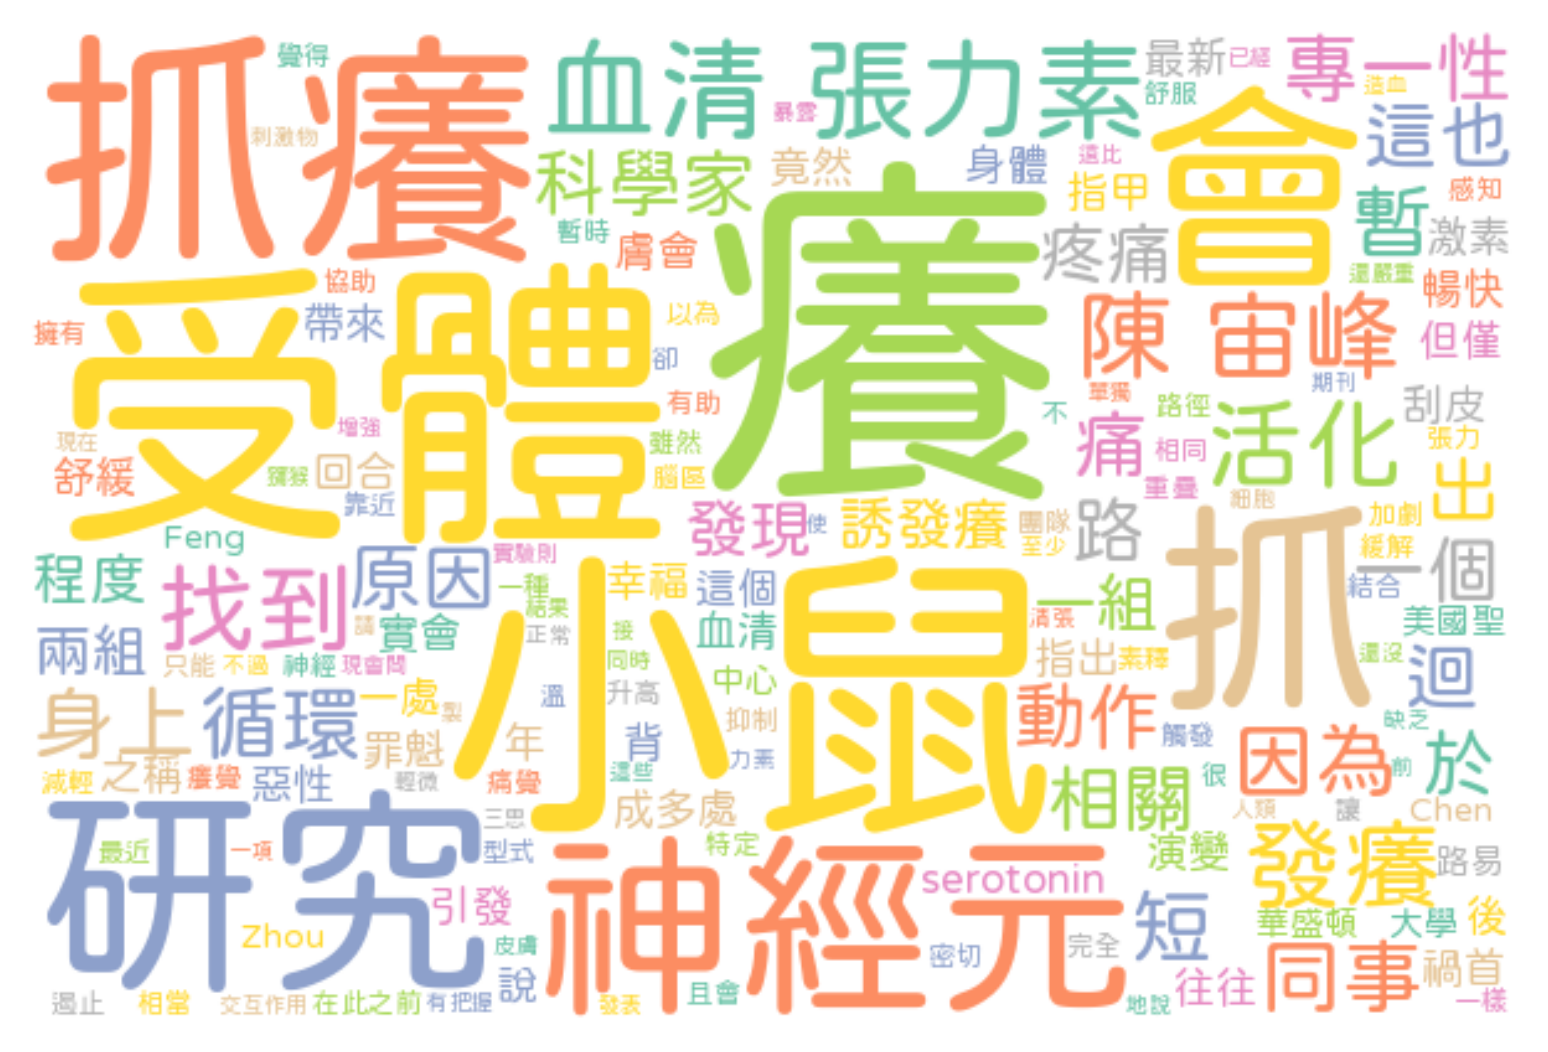 抓癢
覺得
刺激物
血清 張力素
暴露
最新
已經
舒服
專一性
造血
這也
科學家
竟然
身體
這比
指甲
會
感知
暫時
膚會
癢
疼痛
暫
激素
還嚴重
暢快
協助
擁有
帶來
以為
卻
受體
陳 宙峰
但僅
期刊
有助
單獨
不
路徑
刮皮
增強
現在
雖然
痛
相同
活化
張力
舒緩
獼猴
回合
腦區
重疊
出
靠近
發現
使
誘發癢
團隊
至少
路
細胞
抓
加劇
緩解
一個
Feng
程度
找到
原因
實驗則
一種
結果
幸福
這個
一組
結合
請
實會
正常
接
血清
清張
美國聖
兩組
只能
不過
神經
現會問
同時
小鼠
指出
素釋
還沒
迴
身上
循環
一處
製
溫
升高
中心
抑制
動作
觸發
缺乏
罪魁
年
背
力素
因為
前
於
減輕
之稱
癢覺
惡性
輕微
痛覺
這些
相關
很
研究
三思
成多處
人類
讓
Chen
最近
一項
型式
特定
演變
發癢
路易
引發
神經元
serotonin
短
華盛頓
大學
後
Zhou
皮膚
密切
完全
說
同事
禍首
遏止
相當
交互作用
在此之前
有把握
發表
且會
地說
往往
一樣